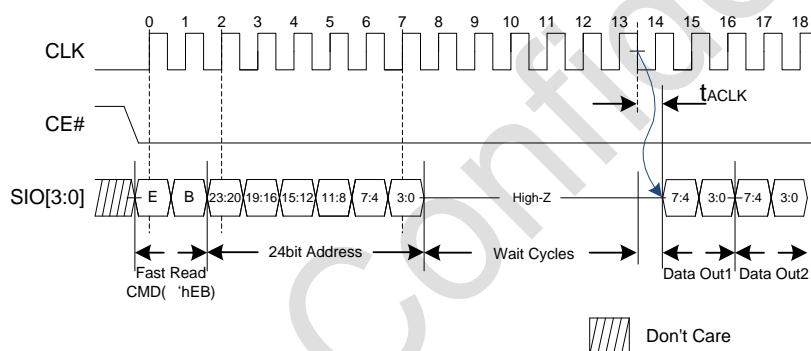 0 1 2 3 4 5 6 7 8 9 10 11 12 13 14 15 16 17 18
CLK
tACLK
CE#
SIO[3:0]
E B 23:20 19:16 15:12 11:8 7:4 3:0 High-Z 7:4 3:0 7:4 3:0
24bit Address Wait Cycles
Fast Read Data Out1 Data Out2
CMD( 'hEB)
Don't Care